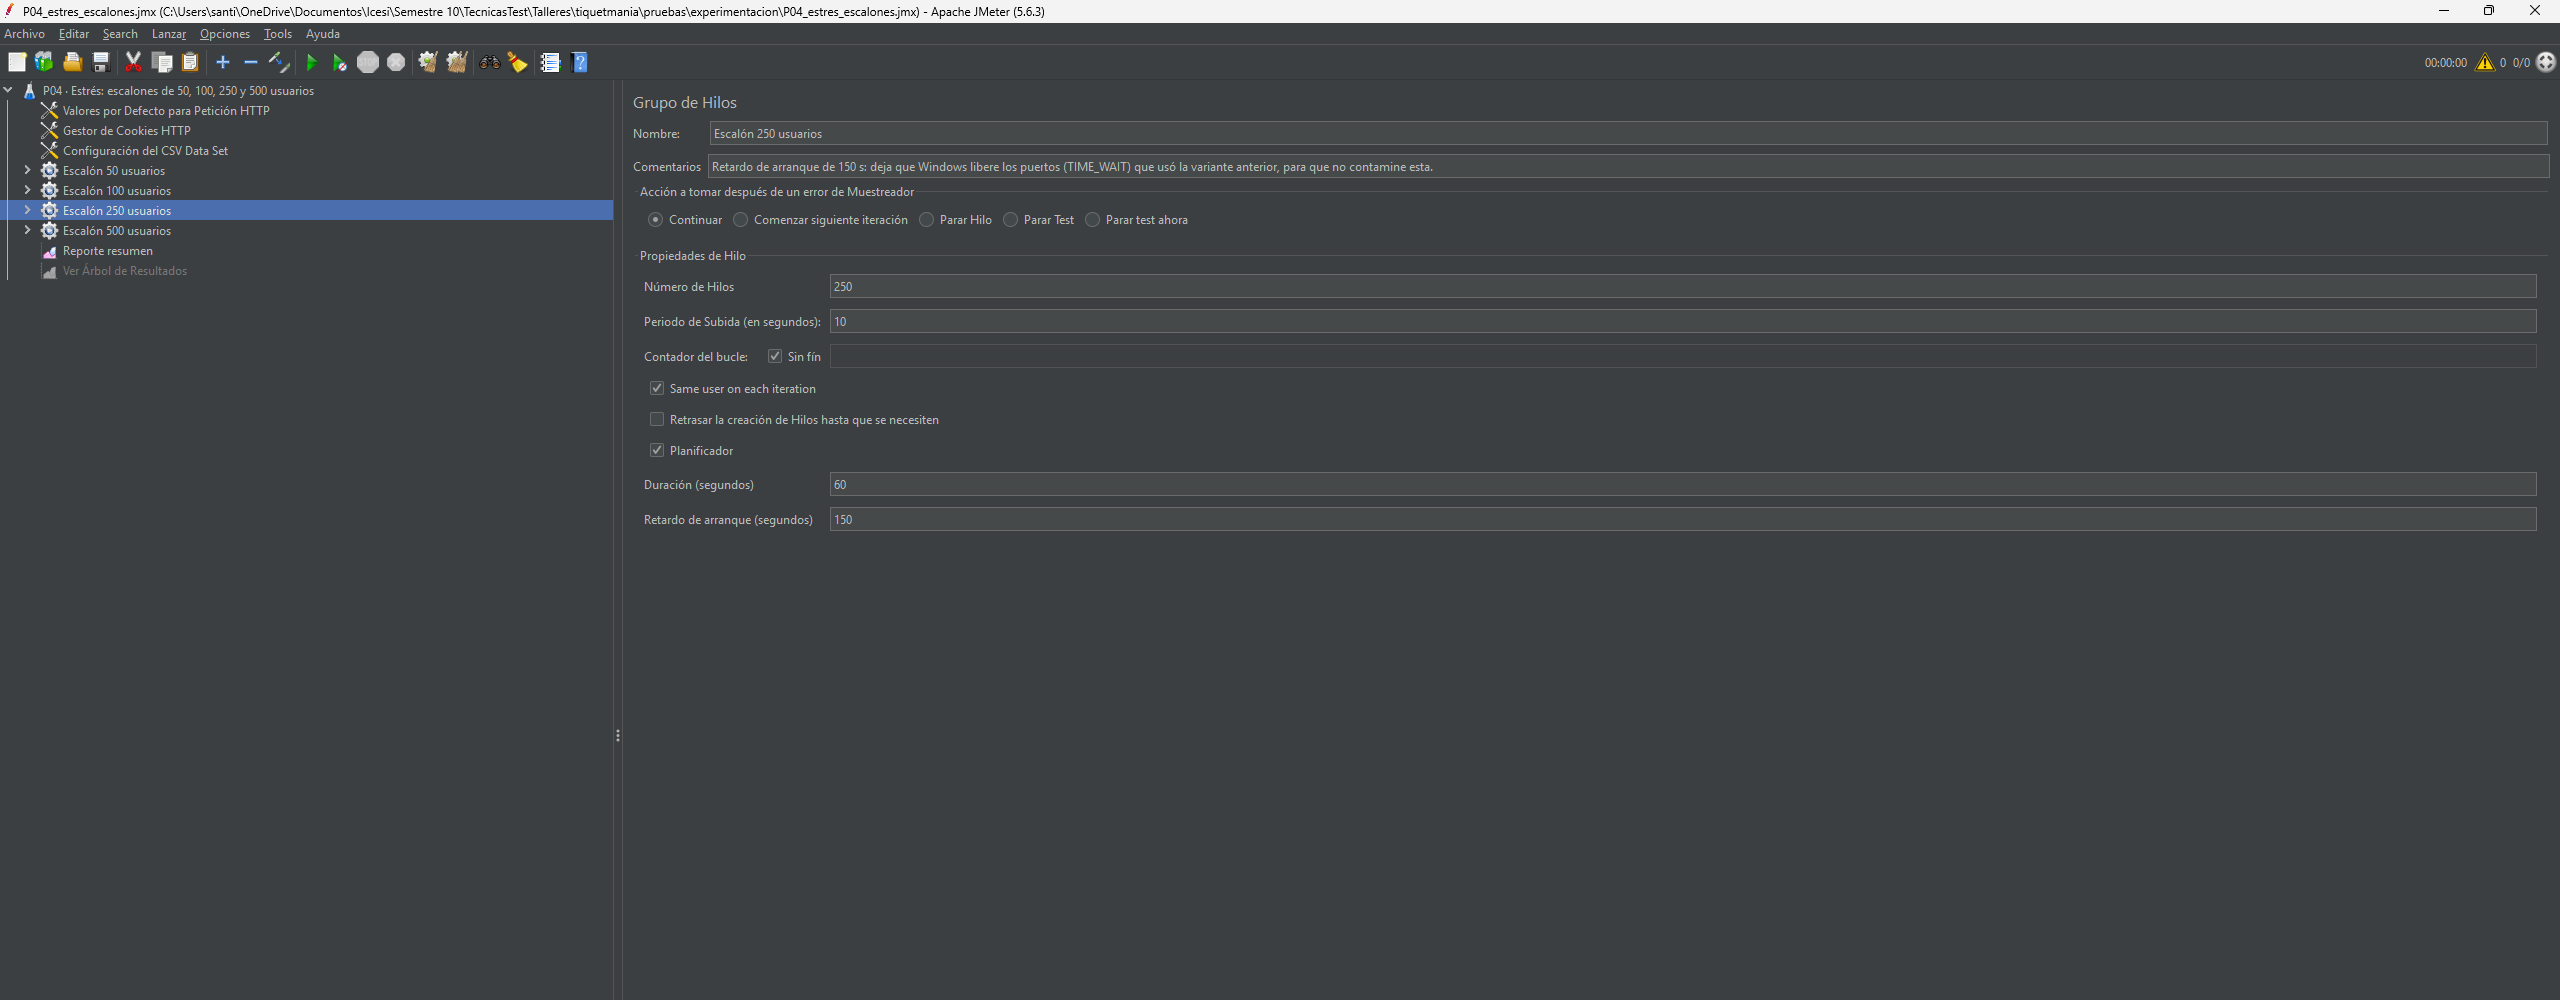 P04_estres_escalones.jmx (C:\Users\santi\OneDrive\Documentos\Icesi\Semestre 10\TecnicasTest\Talleres\tiquetmania\pruebas\experimentacion\P04_estres_escalones.jmx) - Apache JMeter (5.6.3)
Archivo Editar Search Lanzar Opciones Tools Ayuda
STOP
00:00:00 0 0/0
P04 · Estrés: escalones de 50, 100, 250 y 500 usuarios
Valores por Defecto para Petición HTTP
Gestor de Cookies HTTP
Configuración del CSV Data Set
Escalón 50 usuarios
Escalón 100 usuarios
Escalón 250 usuarios
Escalón 500 usuarios
Reporte resumen
Ver Árbol de Resultados
Grupo de Hilos
Nombre: Escalón 250 usuarios
Comentarios Retardo de arranque de 150 s: deja que Windows libere los puertos (TIME_WAIT) que usó la variante anterior, para que no contamine esta.
Acción a tomar después de un error de Muestreador
Continuar Comenzar siguiente iteración Parar Hilo Parar Test Parar test ahora
Propiedades de Hilo
Número de Hilos 250
Periodo de Subida (en segundos): 10
Contador del bucle: Sin fín
Same user on each iteration
Retrasar la creación de Hilos hasta que se necesiten
Planificador
Duración (segundos) 60
Retardo de arranque (segundos) 150